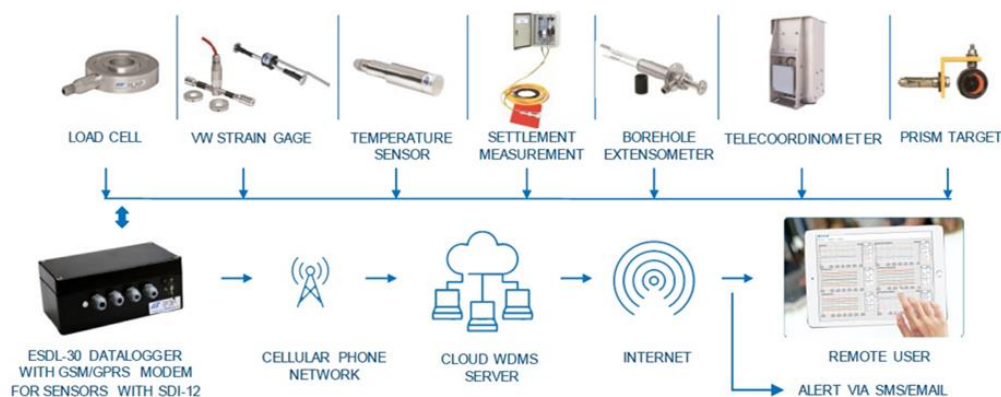 LOAD CELL
VW STRAIN GAGE
TEMPERATURE
SENSOR
SETTLEMENT
MEASUREMENT
BOREHOLE
EXTENSOMETER
TELECOORDINOMETER
PRISM TARGET
ESDL-30 DATALOGGER
WITH GSM/GPRS MODEM
FOR SENSORS WITH SDI-12
CELLULAR PHONE
NETWORK
CLOUD WDMS
SERVER
INTERNET
REMOTE USER
ALERT VIA SMS/EMAIL